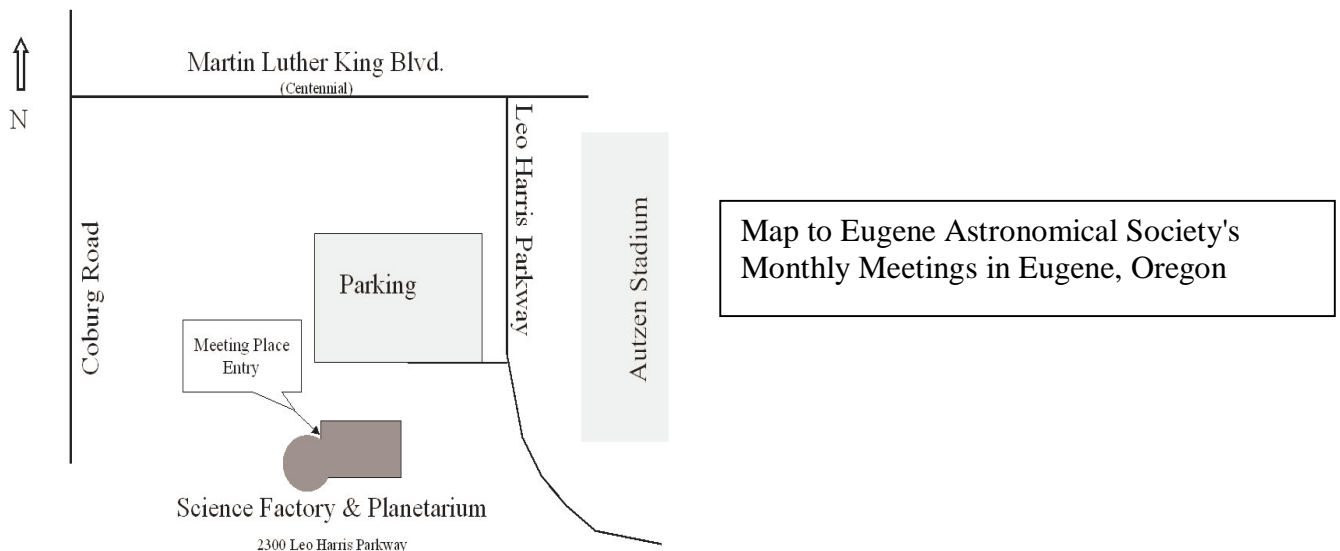 Martin Luther King Blvd.
(Centennial)
N
Leo Harris Parkway
Autzen Stadium
Map to Eugene Astronomical Society's
Monthly Meetings in Eugene, Oregon
Coburg Road
Parking
Meeting Place
Entry
Science Factory & Planetarium
2300 Leo Harris Parkway